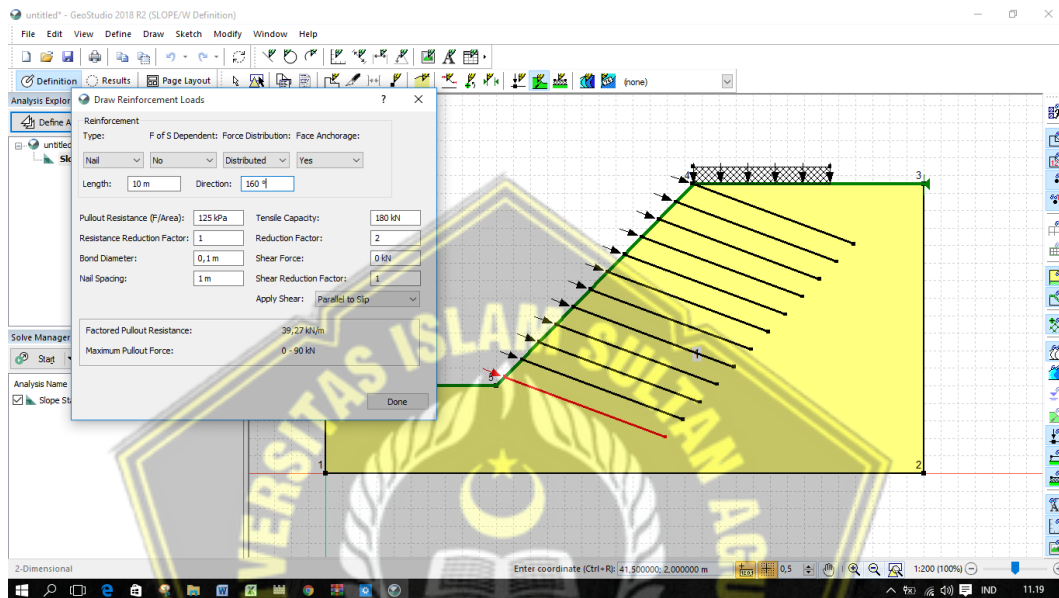 untitled* - GeoStudio 2018 R2 (SLOPE/W Definition)
File Edit View Define Draw Sketch Modify Window Help
Definition Results Page Layout (none)
Analysis Explor
Draw Reinforcement Loads ? ×
Define A
Reinforcement
Type: F of S Dependent: Force Distribution: Face Anchorage:
untitled
Nail No Distributed Yes
Length: 10 m Direction: 160 °
4 3
Pullout Resistance (F/Area): 125 kPa Tensile Capacity: 180 kN
Resistance Reduction Factor: 1 Reduction Factor: 2
Bond Diameter: 0,1 m Shear Force: 0 kN
Nail Spacing: 1 m Shear Reduction Factor: 1
Apply Shear: Parallel to Slip
Factored Pullout Resistance: 39,27 kN/m
Maximum Pullout Force: 0 - 90 kN
Solve Manager
Start
Analysis Name
Slope St
Done
5
1
1 2
UNIVERSITAS ISLAM SULTAN AGU
2-Dimensional Enter coordinate (Ctrl+R): 41,500000; 2,000000 m 0,5 1:200 (100%)
IND 11.19